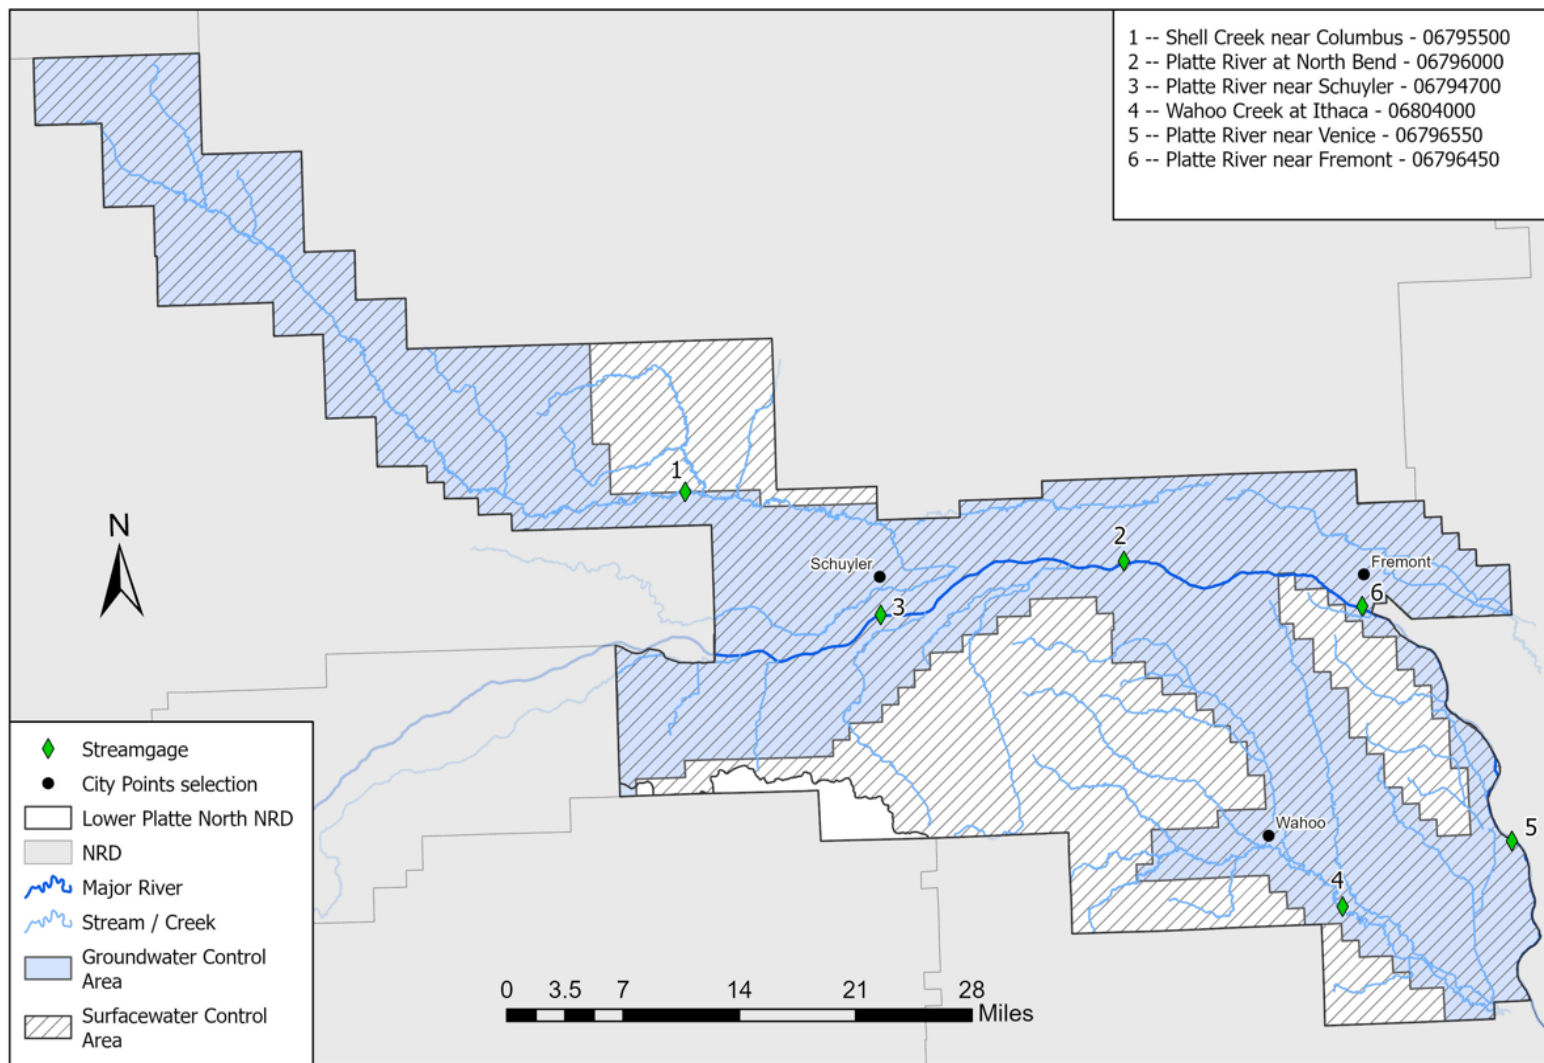 1 -- Shell Creek near Columbus - 06795500
2 -- Platte River at North Bend - 06796000
3 -- Platte River near Schuyler - 06794700
4 -- Wahoo Creek at Ithaca - 06804000
5 -- Platte River near Venice - 06796550
6 -- Platte River near Fremont - 06796450
1
N
2
Schuyler
Fremont
3
6
Wahoo
5
4
Streamgage
City Points selection
Lower Platte North NRD
NRD
Major River
Stream / Creek
Groundwater Control
Area
Surfacewater Control
Area
0 3.5 7 14 21 28
Miles